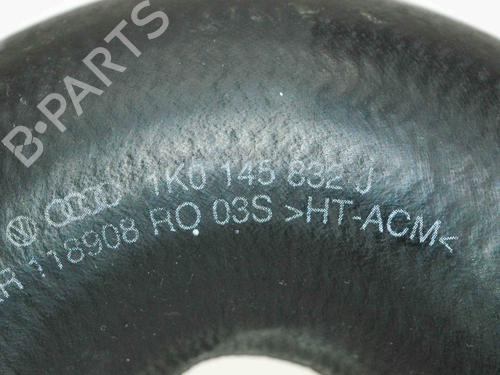 B-PARTS
1K0 145 832 J
R 118908 RO 03S >HT-ACM<